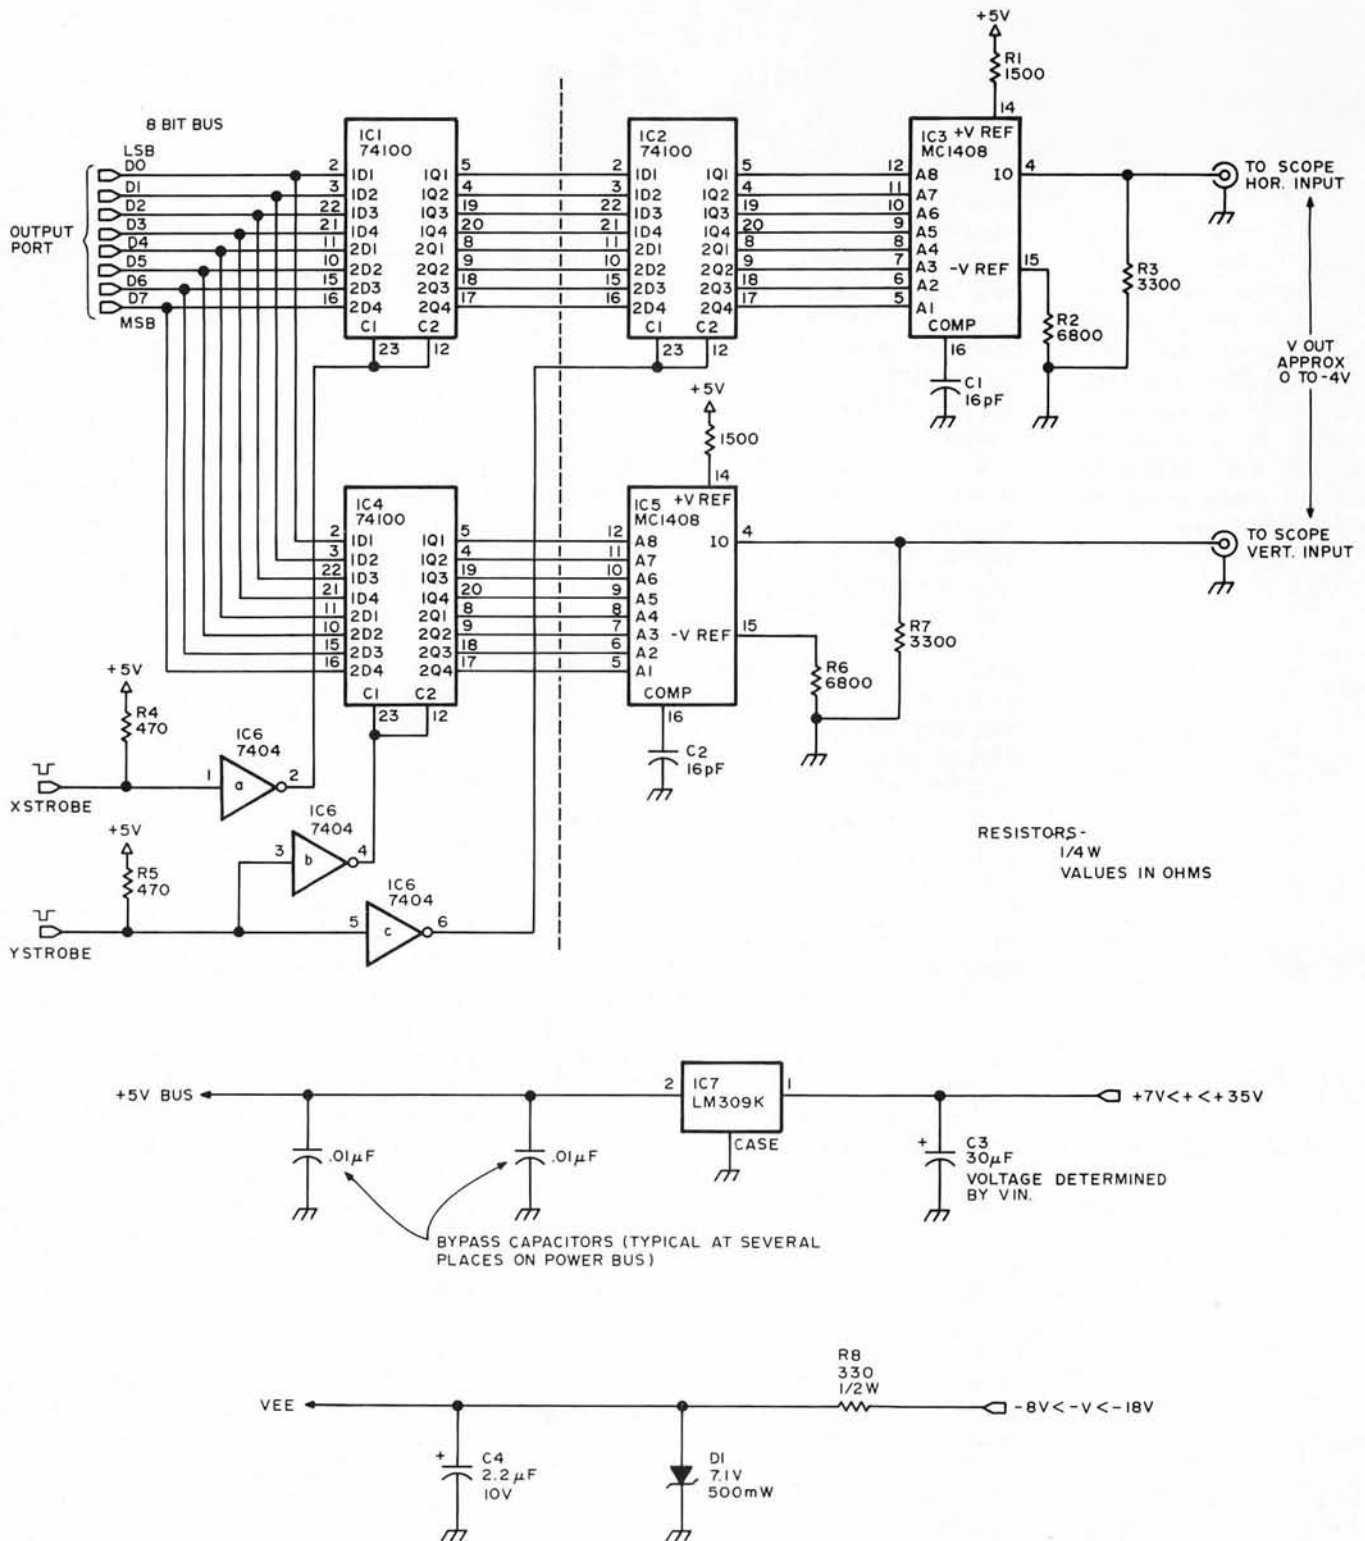 +5V
R1
1500
14
8 BIT BUS
LSB
D0
D1
D2
D3
D4
D5
D6
D7
MSB
OUTPUT
PORT
IC1
74100
2 1D1 1Q1 5
3 1D2 1Q2 4
22 1D3 1Q3 19
21 1D4 1Q4 20
11 2D1 2Q1 8
10 2D2 2Q2 9
15 2D3 2Q3 18
16 2D4 2Q4 17
C1 C2
23 12
IC2
74100
2 1D1 1Q1 5
3 1D2 1Q2 4
22 1D3 1Q3 19
21 1D4 1Q4 20
11 2D1 2Q1 8
10 2D2 2Q2 9
15 2D3 2Q3 18
16 2D4 2Q4 17
C1 C2
23 12
IC3 +V REF
MC1408
12 A8 IO 4
11 A7
10 A6
9 A5
8 A4
7 A3 -V REF 15
6 A2
5 A1
COMP
16
C1
16pF
R2
6800
R3
3300
TO SCOPE
HOR. INPUT
V OUT
APPROX
0 TO -4V
TO SCOPE
VERT. INPUT
+5V
1500
14
IC4
74100
2 1D1 1Q1 5
3 1D2 1Q2 4
22 1D3 1Q3 19
21 1D4 1Q4 20
11 2D1 2Q1 8
10 2D2 2Q2 9
15 2D3 2Q3 18
16 2D4 2Q4 17
C1 C2
23 12
IC5 +V REF
MC1408
12 A8 IO 4
11 A7
10 A6
9 A5
8 A4
7 A3 -V REF 15
6 A2
5 A1
COMP
16
C2
16pF
R6
6800
R7
3300
+5V
R4
470
XSTROBE
IC6
7404
1 a 2
+5V
R5
470
YSTROBE
IC6
7404
3 b 4
IC6
7404
5 c 6
RESISTORS-
1/4W
VALUES IN OHMS
+5V BUS
.01µF
.01µF
2 IC7 1
LM309K
CASE
+7V<+<+35V
+ C3
30µF
VOLTAGE DETERMINED
BY VIN.
BYPASS CAPACITORS (TYPICAL AT SEVERAL
PLACES ON POWER BUS)
R8
330
1/2W
VEE
-8V<-V<-18V
+ C4
2.2µF
10V
D1
7.1V
500mW